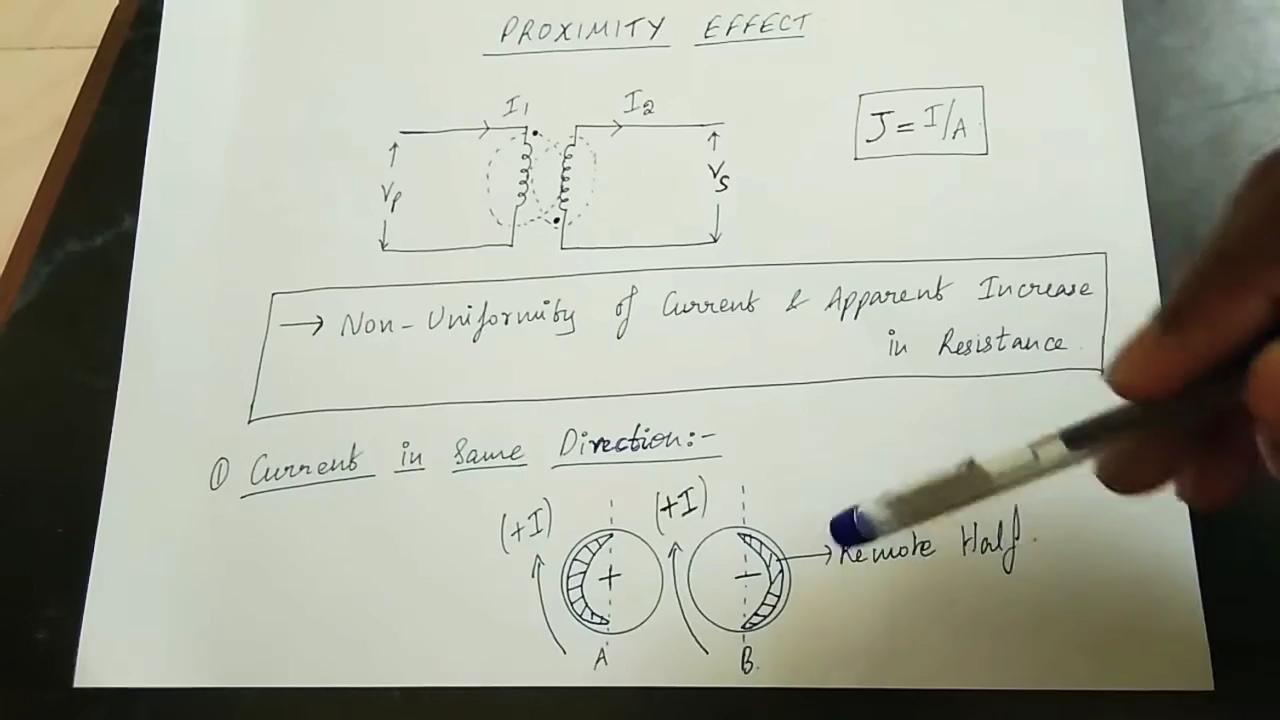 PROXIMITY EFFECT
I1
I2
J = I/A
VP
VS
→ Non-Uniformity of Current & Apparent Increase
in Resistance
① Current in Same Direction:-
(+I)
(+I)
+
−
→ Remote Half.
A
B.